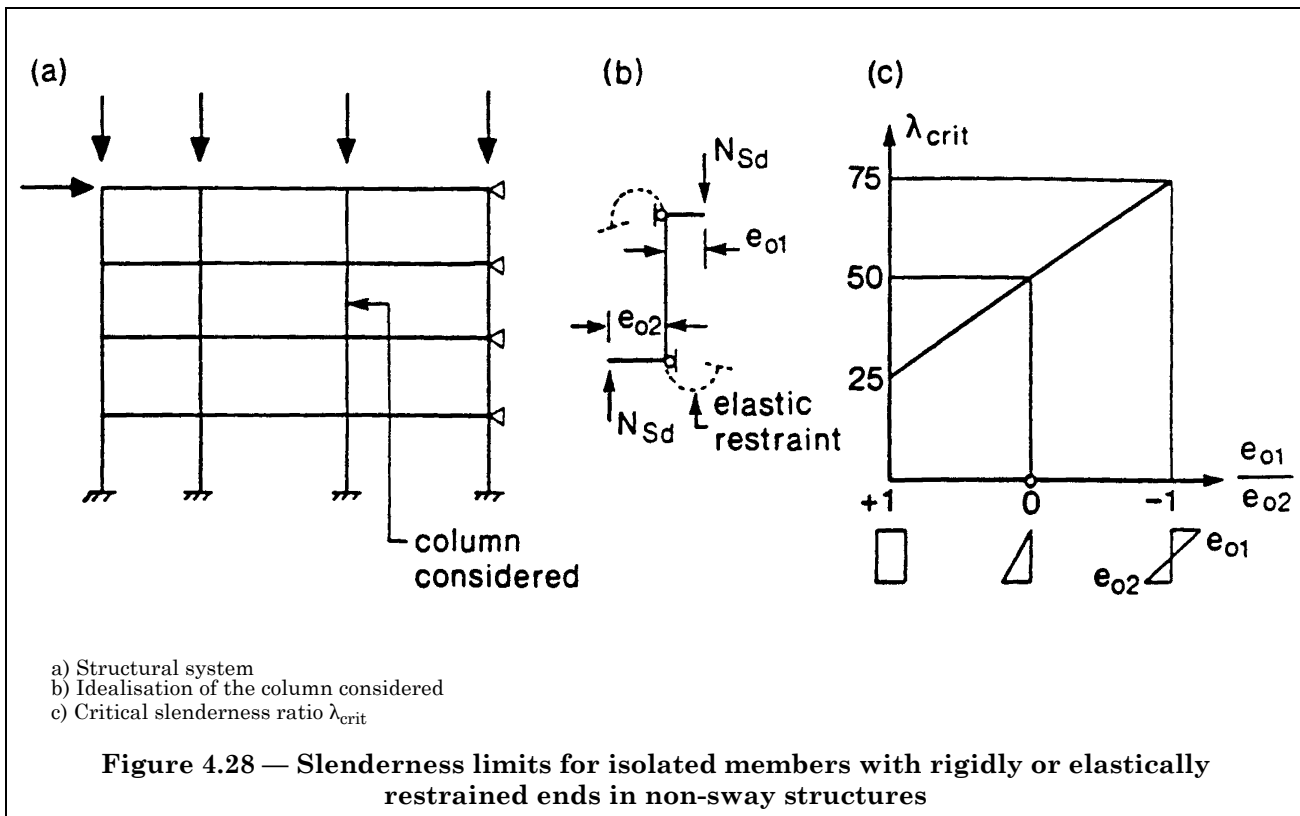 (a)
(b)
(c)
λcrit
NSd
75
eo1
50
eo2
25
elastic
restraint
NSd
eo1
eo2
+1
0
-1
column
considered
eo1
eo2
a) Structural system
b) Idealisation of the column considered
c) Critical slenderness ratio λcrit
Figure 4.28 — Slenderness limits for isolated members with rigidly or elastically
restrained ends in non-sway structures